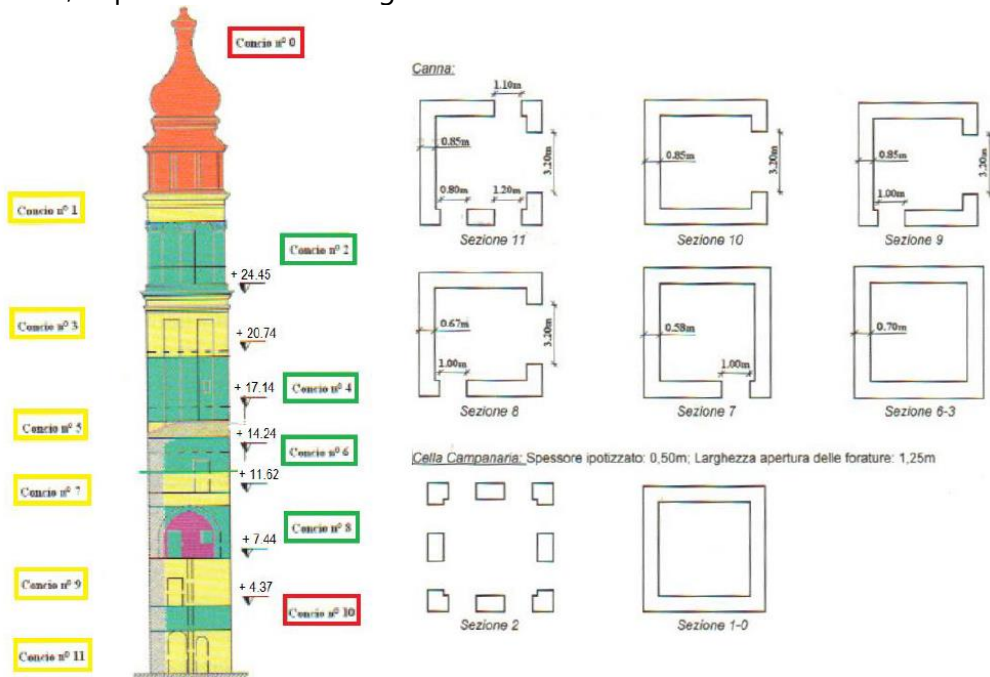 Concio n° 0
Concio n° 1
Concio n° 2
+ 24.45
Concio n° 3
+ 20.74
+ 17.14
Concio n° 4
Concio n° 5
+ 14.24
Concio n° 6
+ 11.62
Concio n° 7
Concio n° 8
+ 7.44
Concio n° 9
+ 4.37
Concio n° 10
Concio n° 11
Canna:
1.10m
0.85m
3.20m
0.80m
1.20m
Sezione 11
0.85m
3.20m
Sezione 10
0.85m
3.20m
1.00m
Sezione 9
0.67m
3.20m
1.00m
Sezione 8
0.58m
1.00m
Sezione 7
0.70m
Sezione 6-3
Cella Campanaria: Spessore ipotizzato: 0,50m; Larghezza apertura delle forature: 1,25m
Sezione 2
Sezione 1-0